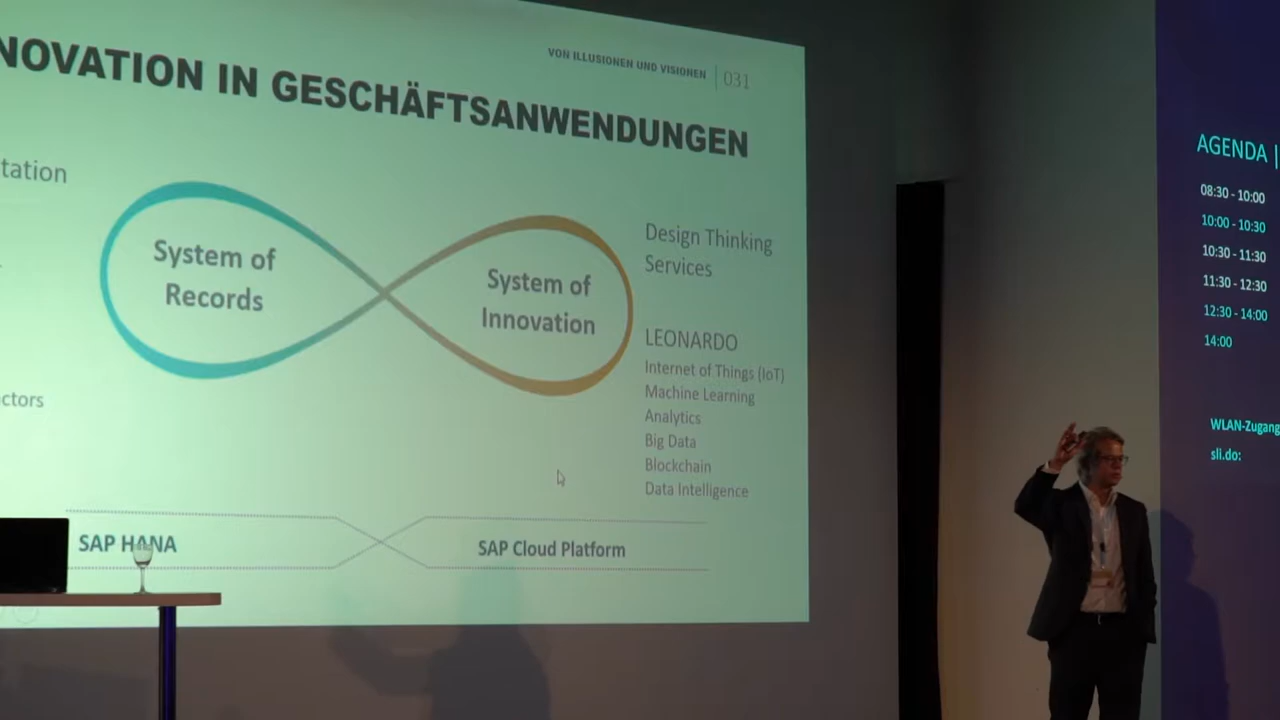 VON ILLUSIONEN UND VISIONEN | 031
NOVATION IN GESCHÄFTSANWENDUNGEN
tation
System of
Records
System of
Innovation
Design Thinking
Services
LEONARDO
Internet of Things (IoT)
Machine Learning
Analytics
Big Data
Blockchain
Data Intelligence
ctors
SAP HANA
SAP Cloud Platform
AGENDA |
08:30 - 10:00
10:00 - 10:30
10:30 - 11:30
11:30 - 12:30
12:30 - 14:00
14:00
WLAN-Zugang
sli.do: